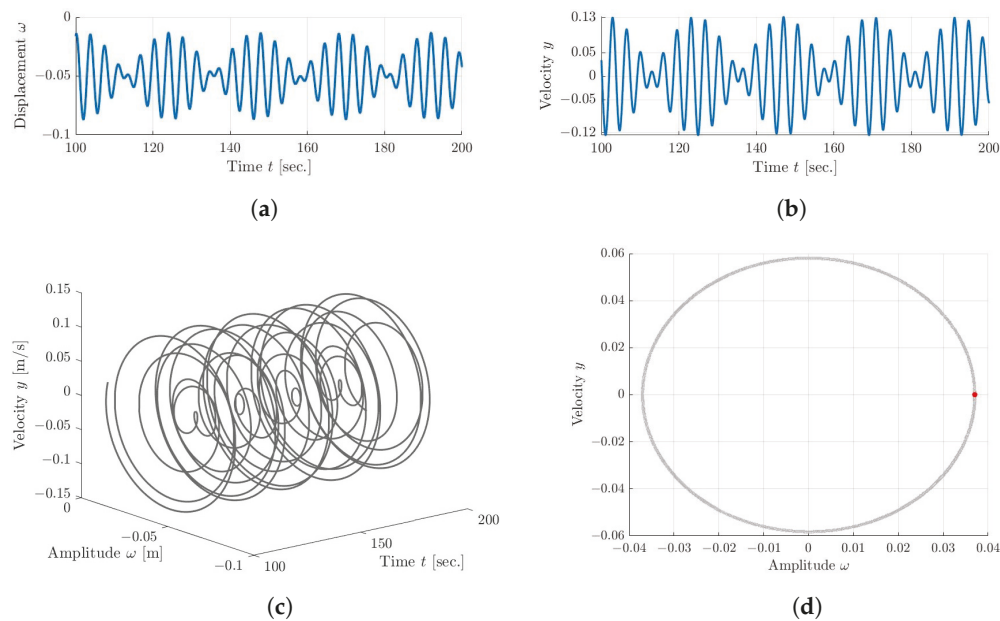 0
−0.05
−0.1
Displacement ω
100 120 140 160 180 200
Time t [sec.]
(a)
0.13
0.05
0
−0.05
−0.12
Velocity y
100 120 140 160 180 200
Time t [sec.]
(b)
0.15
0.1
0.05
0
−0.05
−0.1
−0.15
Velocity y [m/s]
0
−0.05
−0.1
Amplitude ω [m]
100
150
200
Time t [sec.]
(c)
0.06
0.04
0.02
0
−0.02
−0.04
−0.06
Velocity y
−0.04 −0.03 −0.02 −0.01 0 0.01 0.02 0.03 0.04
Amplitude ω
(d)